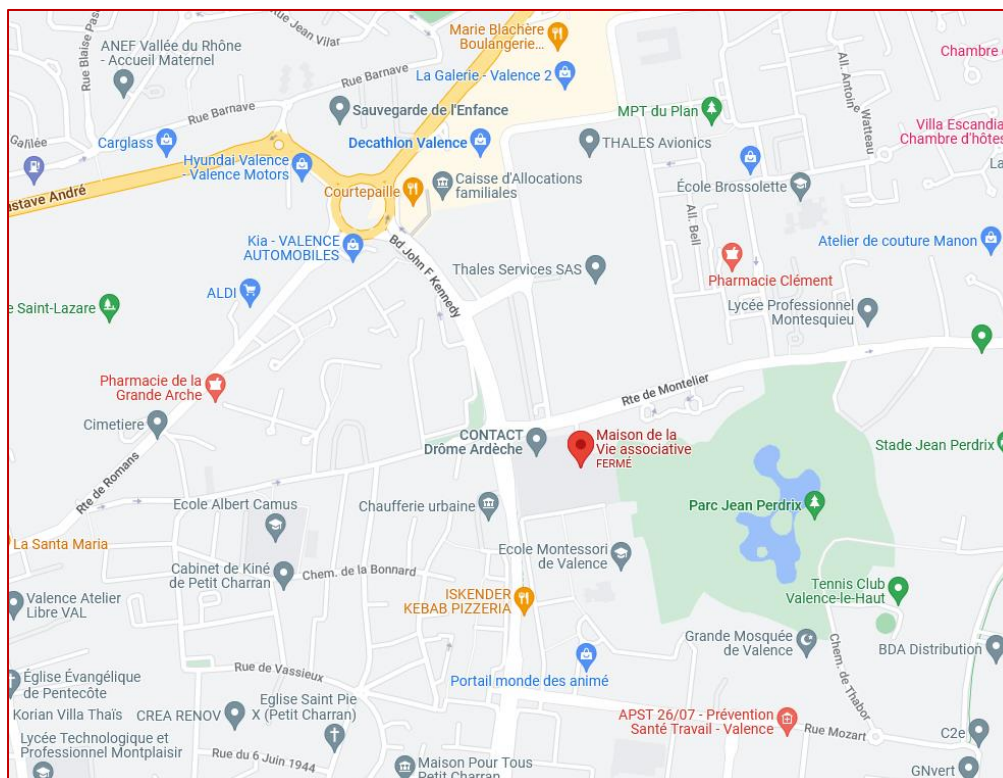 Rue Blaise Pas
Rue Jean Vilar
Marie Blachère
Boulangerie...
ANEF Vallée du Rhône
- Accueil Maternel
Chambre d
La Galerie - Valence 2
Rue Barnave
All. Antoine Watteau
Rue Barnave
Sauvegarde de l'Enfance
MPT du Plan
Villa Escandia
Chambre d'hôtes
Galilée
Carglass
Decathlon Valence
THALES Avionics
La
Hyundai Valence
- Valence Motors
Caisse d'Allocations
familiales
École Brossolette
Courtepaille
ustave André
All. Bell
Kia - VALENCE
AUTOMOBILES
Bd John F Kennedy
Atelier de couture Manon
Thales Services SAS
Pharmacie Clément
ALDI
e Saint-Lazare
Lycée Professionnel
Montesquieu
Pharmacie de la
Grande Arche
Rte de Montelier
Cimetiere
CONTACT
Drôme Ardèche
Maison de la
Vie associative
FERMÉ
Stade Jean Perdrix
Rte de Romans
Ecole Albert Camus
Chaufferie urbaine
Parc Jean Perdrix
La Santa Maria
Ecole Montessori
de Valence
Cabinet de Kiné
de Petit Charran
Chem. de la Bonnard
Valence Atelier
Libre VAL
ISKENDER
KEBAB PIZZERIA
Tennis Club
Valence-le-Haut
Grande Mosquée
de Valence
BDA Distribution
Chem. de Thabor
Rue de Vassieux
Portail monde des animé
Église Évangélique
de Pentecôte
Eglise Saint Pie
X (Petit Charran)
Korian Villa Thaïs
CREA RENOV
APST 26/07 - Prévention
Santé Travail - Valence
Rue Mozart
C2e
Lycée Technologique et
Professionnel Montplaisir
Rue du 6 Juin 1944
Maison Pour Tous
Petit Charran
GNvert